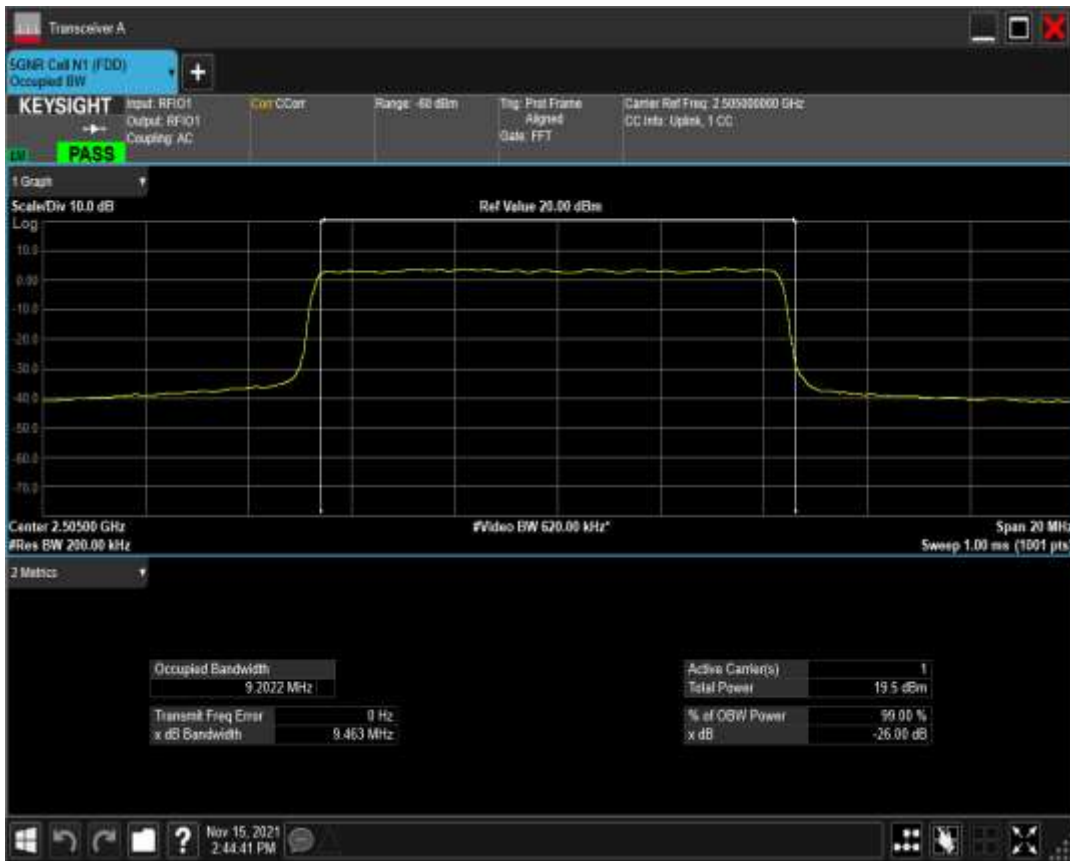 Transceiver A
5GNR Cell N1 (FDD)
Occupied BW
KEYSIGHT
Input: RFIO1
Output: RFIO1
Coupling: AC
Corr CCorr
Range: -60 dBm
Trig: Prot Frame
Aligned
Gate: FFT
Carrier Ref Freq: 2.505000000 GHz
CC Info: Uplink, 1 CC
PASS
1 Graph
Scale/Div 10.0 dB
Ref Value 20.00 dBm
Log
10.0
0.00
-10.0
-20.0
-30.0
-40.0
-50.0
-60.0
-70.0
Center 2.50500 GHz
#Video BW 620.00 kHz*
Span 20 MHz
#Res BW 200.00 kHz
Sweep 1.00 ms (1001 pts)
2 Metrics
Occupied Bandwidth
9.2022 MHz
Transmit Freq Error 0 Hz
x dB Bandwidth 9.463 MHz
Active Carrier(s) 1
Total Power 19.5 dBm
% of OBW Power 99.00 %
x dB -26.00 dB
?
Nov 15, 2021
2:44:41 PM